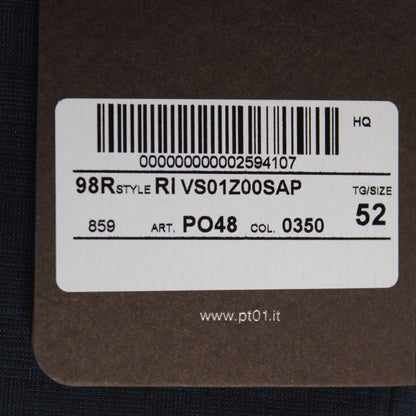 HQ
000000000002594107
98R STYLE RI VS01Z00SAP TG/SIZE
859 ART. PO48 COL. 0350 52
www.pt01.it